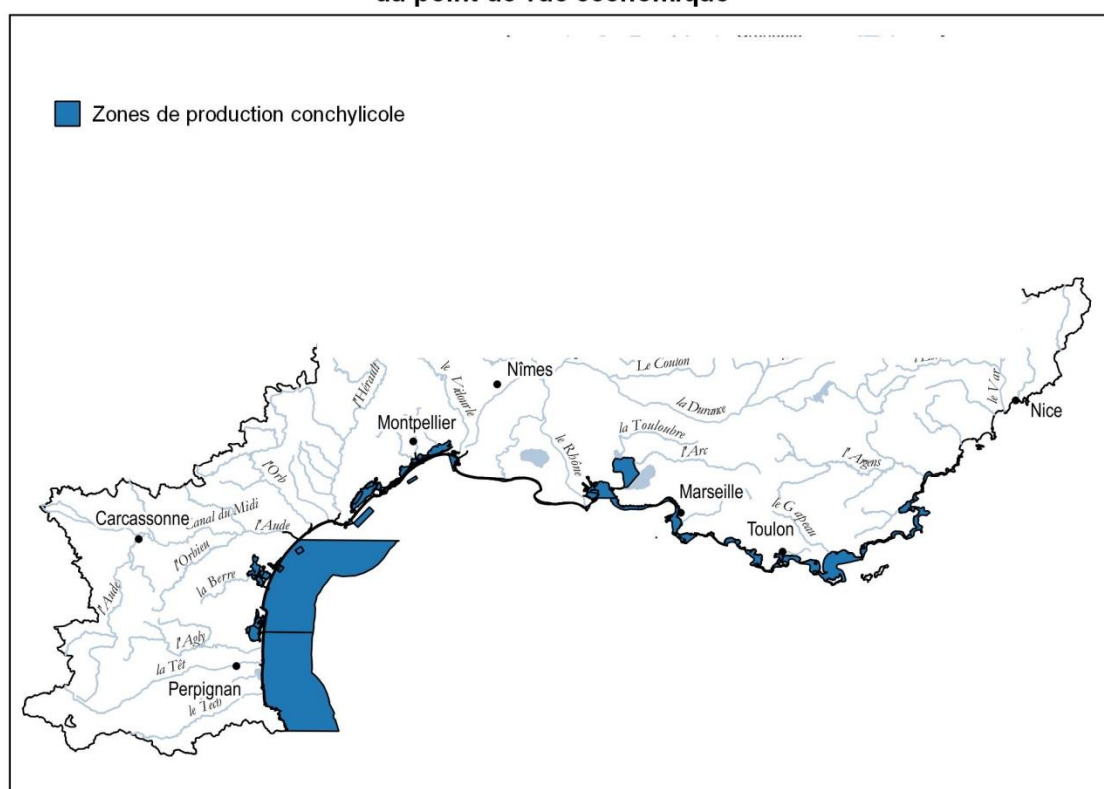 au point de vue économique
Zones de production conchylicole
Le Coulon
Nîmes
le Vidourle
l'Hérault
la Durance
le Var
Nice
Montpellier
la Touloubre
l'Arc
l'Argens
le Rhône
l'Orb
Marseille
le Gapeau
Canal du Midi
Carcassonne
l'Aude
Toulon
l'Orbieu
la Berre
l'Aude
l'Agly
la Têt
Perpignan
le Tech